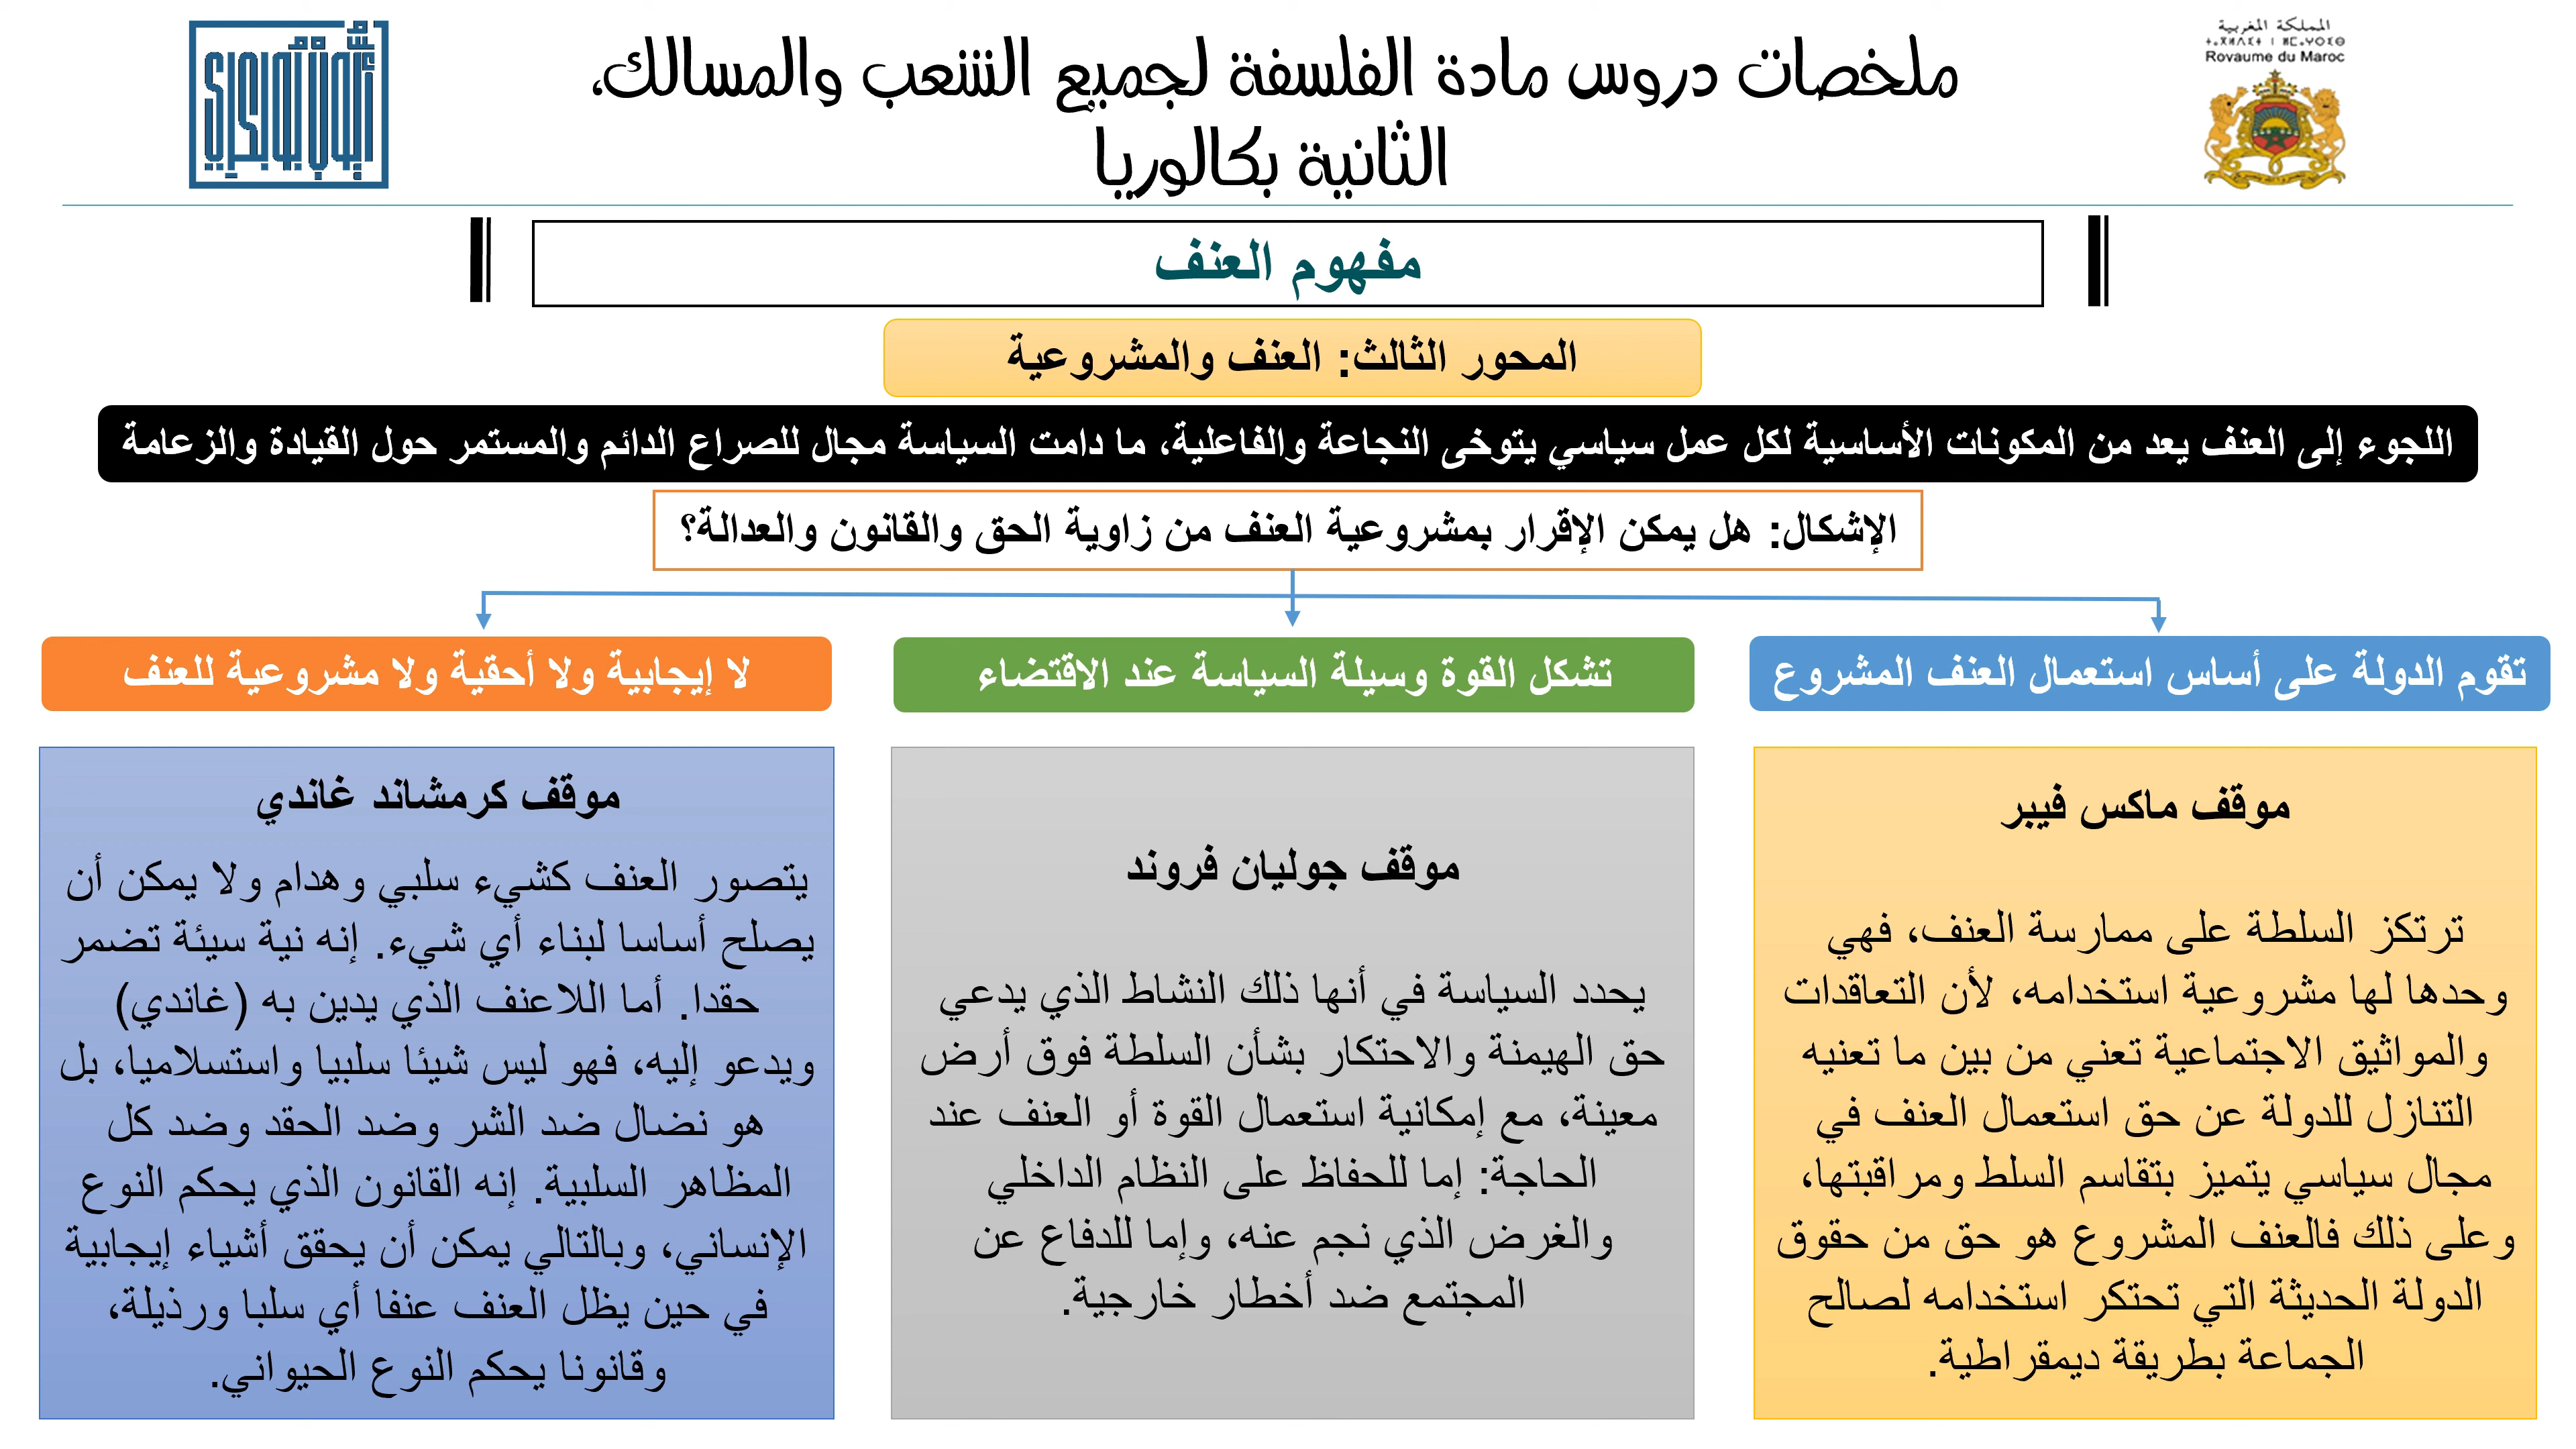 المملكة المغربية
ⵜⴰⴳⵍⴷⵉⵜ ⵏ ⵍⵎⵖⵔⵉⴱ
Royaume du Maroc
ملخصات دروس مادة الفلسفة لجميع الشعب والمسالك،
الثانية بكالوريا
مفهوم العنف
المحور الثالث: العنف والمشروعية
اللجوء إلى العنف يعد من المكونات الأساسية لكل عمل سياسي يتوخى النجاعة والفاعلية، ما دامت السياسة مجال للصراع الدائم والمستمر حول القيادة والزعامة
الإشكال: هل يمكن الإقرار بمشروعية العنف من زاوية الحق والقانون والعدالة؟
تقوم الدولة على أساس استعمال العنف المشروع
موقف ماكس فيبر
ترتكز السلطة على ممارسة العنف، فهي
وحدها لها مشروعية استخدامه، لأن التعاقدات
والمواثيق الاجتماعية تعني من بين ما تعنيه
التنازل للدولة عن حق استعمال العنف في
مجال سياسي يتميز بتقاسم السلط ومراقبتها،
وعلى ذلك فالعنف المشروع هو حق من حقوق
الدولة الحديثة التي تحتكر استخدامه لصالح
الجماعة بطريقة ديمقراطية.
تشكل القوة وسيلة السياسة عند الاقتضاء
موقف جوليان فروند
يحدد السياسة في أنها ذلك النشاط الذي يدعي
حق الهيمنة والاحتكار بشأن السلطة فوق أرض
معينة، مع إمكانية استعمال القوة أو العنف عند
الحاجة: إما للحفاظ على النظام الداخلي
والغرض الذي نجم عنه، وإما للدفاع عن
المجتمع ضد أخطار خارجية.
لا إيجابية ولا أحقية ولا مشروعية للعنف
موقف كرمشاند غاندي
يتصور العنف كشيء سلبي وهدام ولا يمكن أن
يصلح أساسا لبناء أي شيء. إنه نية سيئة تضمر
حقدا. أما اللاعنف الذي يدين به (غاندي)
ويدعو إليه، فهو ليس شيئا سلبيا واستسلاميا، بل
هو نضال ضد الشر وضد الحقد وضد كل
المظاهر السلبية. إنه القانون الذي يحكم النوع
الإنساني، وبالتالي يمكن أن يحقق أشياء إيجابية
في حين يظل العنف عنفا أي سلبا ورذيلة،
وقانونا يحكم النوع الحيواني.